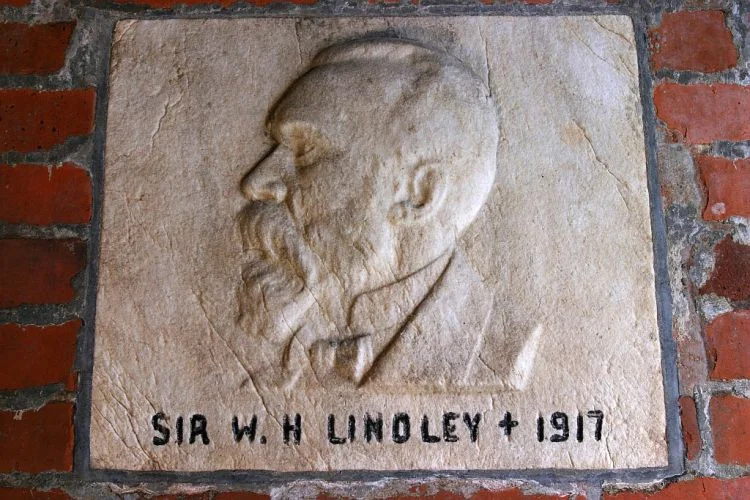 SIR W. H LINDLEY + 1917